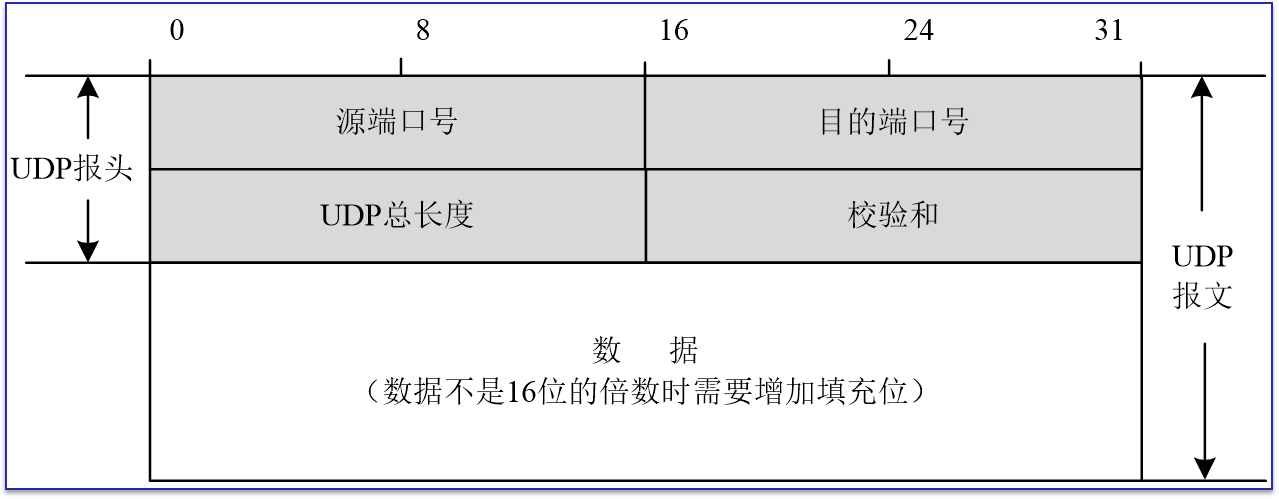 0 8 16 24 31
源端口号 目的端口号
UDP报头
UDP总长度 校验和
UDP
报文
数 据
（数据不是16位的倍数时需要增加填充位）